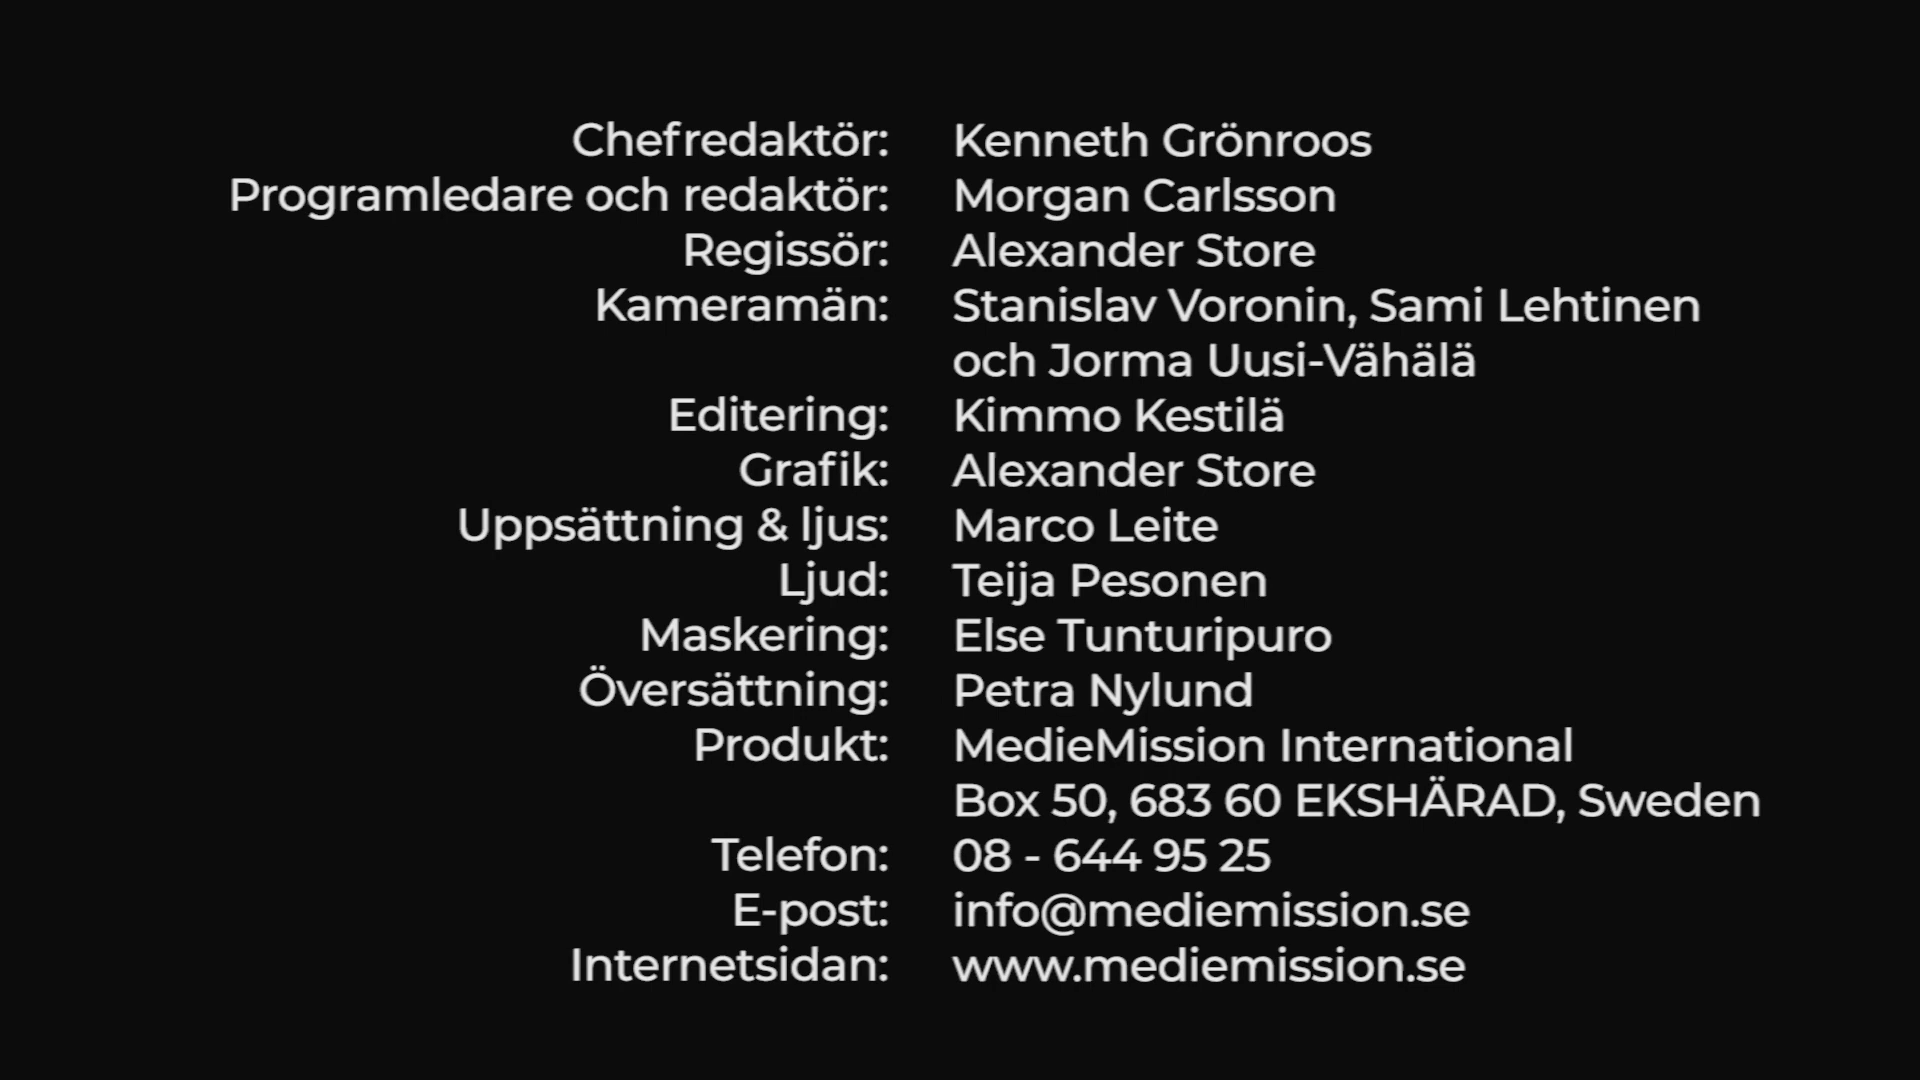 Chefredaktör: Kenneth Grönroos
Programledare och redaktör: Morgan Carlsson
Regissör: Alexander Store
Kameramän: Stanislav Voronin, Sami Lehtinen
och Jorma Uusi-Vähälä
Editering: Kimmo Kestilä
Grafik: Alexander Store
Uppsättning & ljus: Marco Leite
Ljud: Teija Pesonen
Maskering: Else Tunturipuro
Översättning: Petra Nylund
Produkt: MedieMission International
Box 50, 683 60 EKSHÄRAD, Sweden
Telefon: 08 - 644 95 25
E-post: info@mediemission.se
Internetsidan: www.mediemission.se